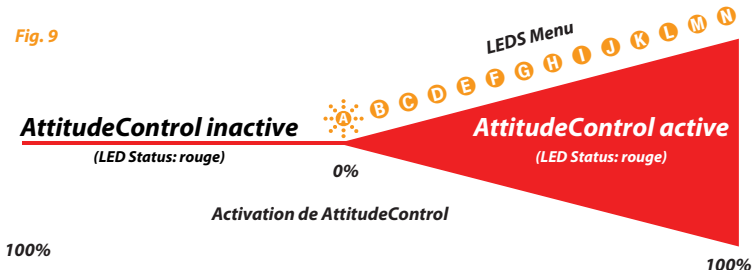 Fig. 9
LEDS Menu
A B C D E F G H I J K L M N
AttitudeControl inactive
(LED Status: rouge)
AttitudeControl active
(LED Status: rouge)
0%
Activation de AttitudeControl
100%
100%